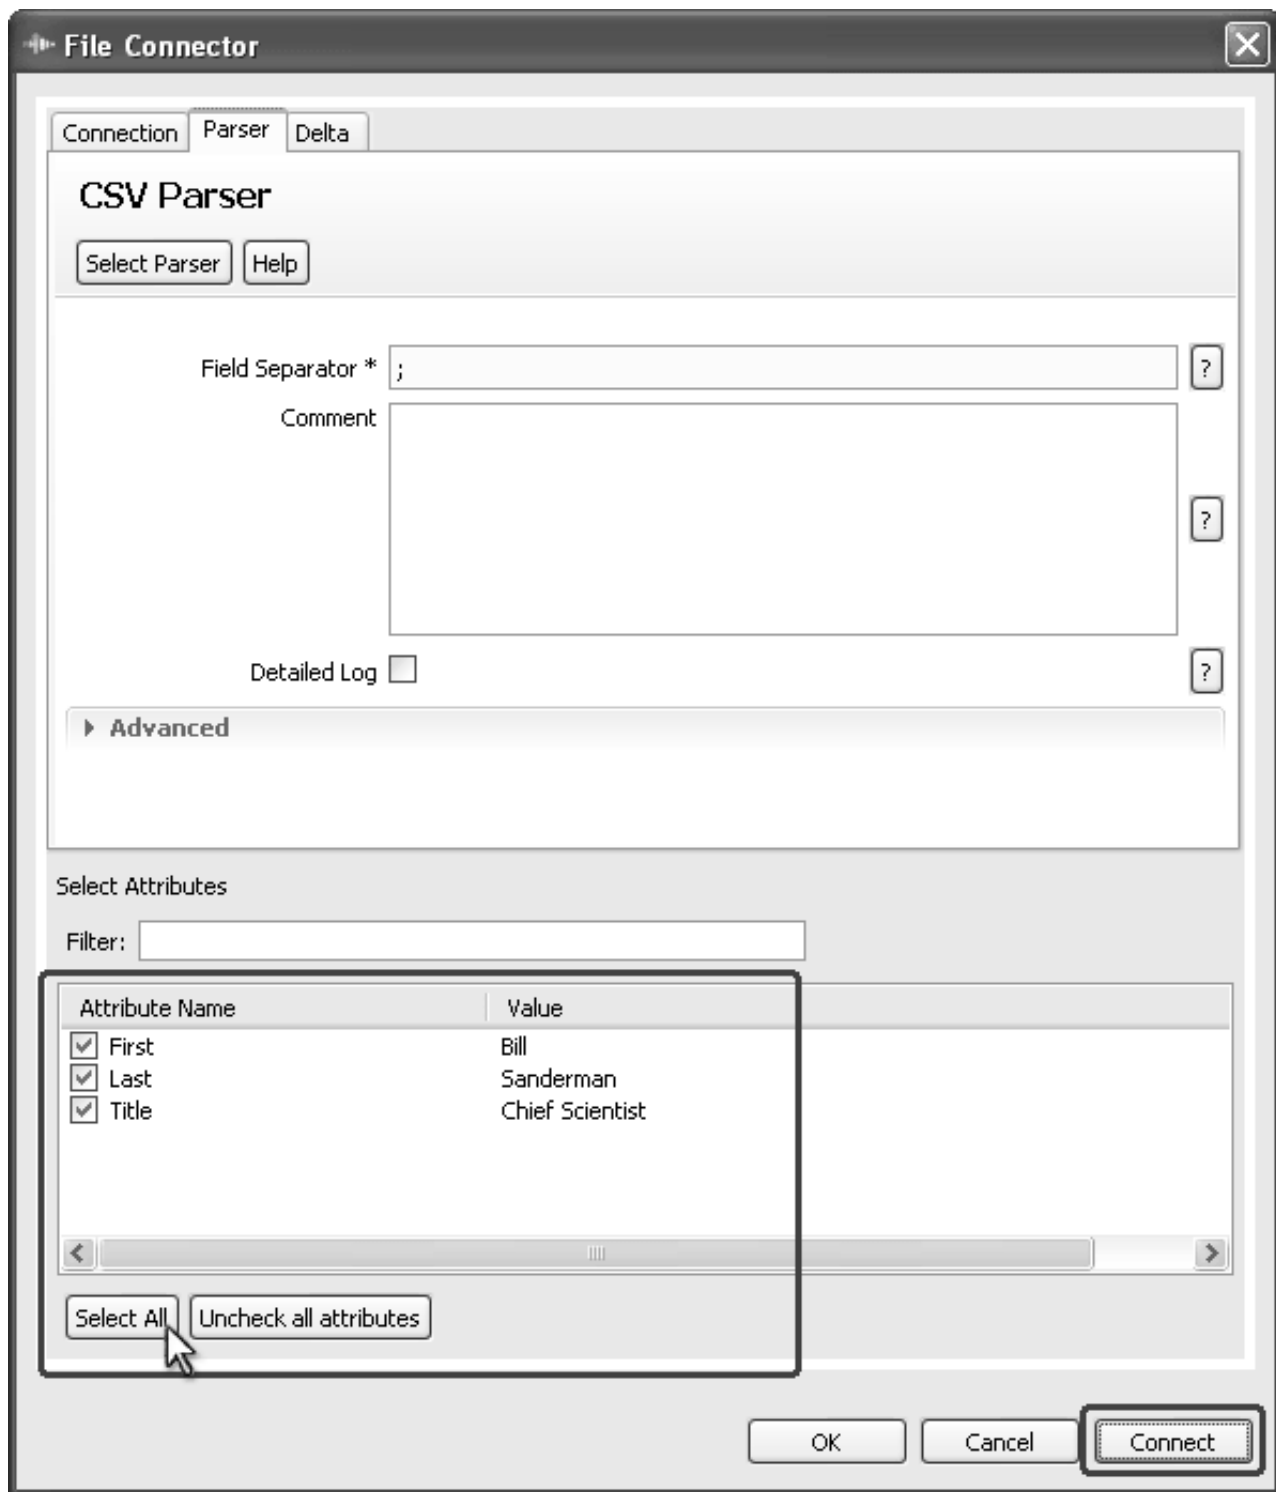 File Connector
Connection Parser Delta
CSV Parser
Select Parser Help
Field Separator * ; ?
Comment
?
Detailed Log ?
Advanced
Select Attributes
Filter:
Attribute Name Value
First Bill
Last Sanderman
Title Chief Scientist
Select All Uncheck all attributes
OK Cancel Connect